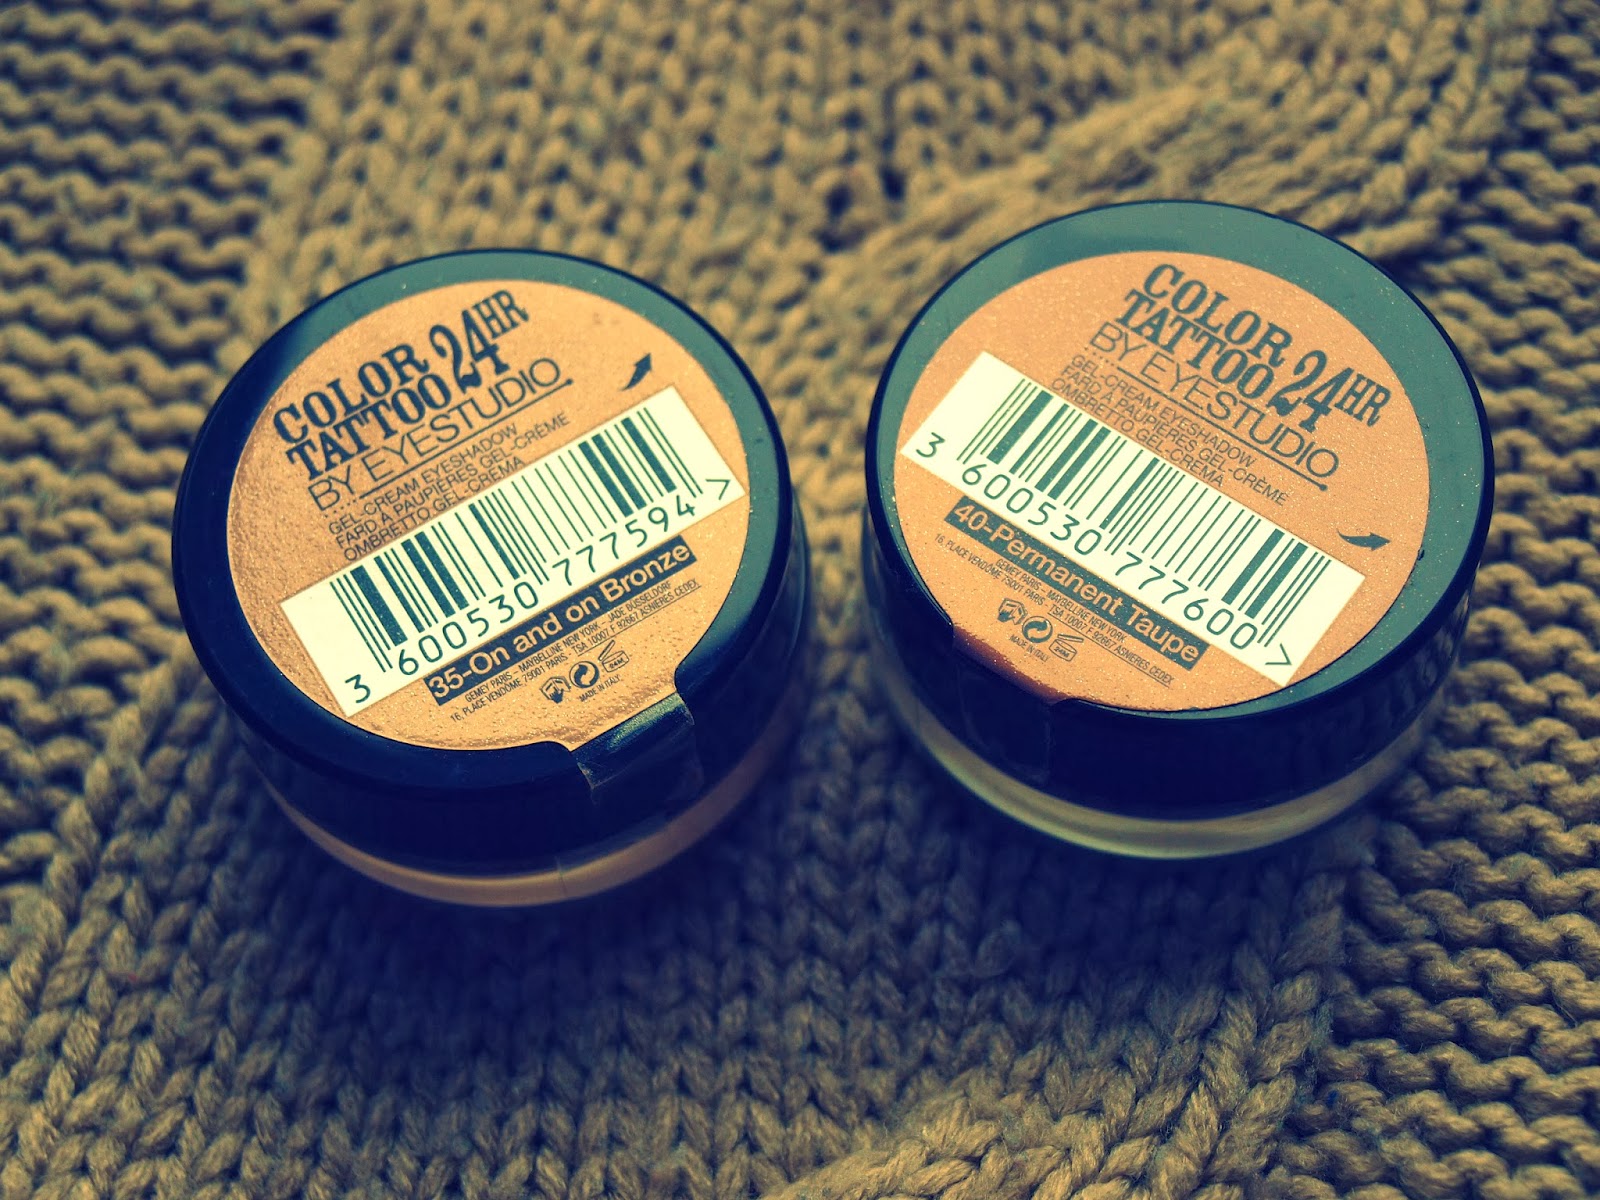 COLOR
TATTOO 24HR
BY EYESTUDIO
GEL-CREAM EYESHADOW
FARD À PAUPIÈRES GEL-CRÈME
OMBRETTO GEL-CREMA
3 600530 777594 >
35-On and on Bronze
GEMEY PARIS - MAYBELLINE NEW YORK - JADE DÜSSELDORF
16, PLACE VENDÔME 75001 PARIS - TSA 10007 F 92667 ASNIÈRES CEDEX
24M
MADE IN ITALY.
COLOR
TATTOO 24HR
BY EYESTUDIO
GEL-CREAM EYESHADOW
FARD À PAUPIÈRES GEL-CRÈME
OMBRETTO GEL-CREMA
3 600530 777600 >
40-Permanent Taupe
GEMEY PARIS - MAYBELLINE NEW YORK
16, PLACE VENDÔME 75001 PARIS - TSA 10007 F 92667 ASNIÈRES CEDEX
24M
MADE IN ITALY